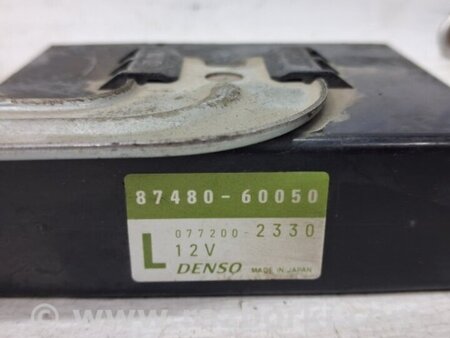 87480-60050
L 077200-2330
12V
DENSO MADE IN JAPAN